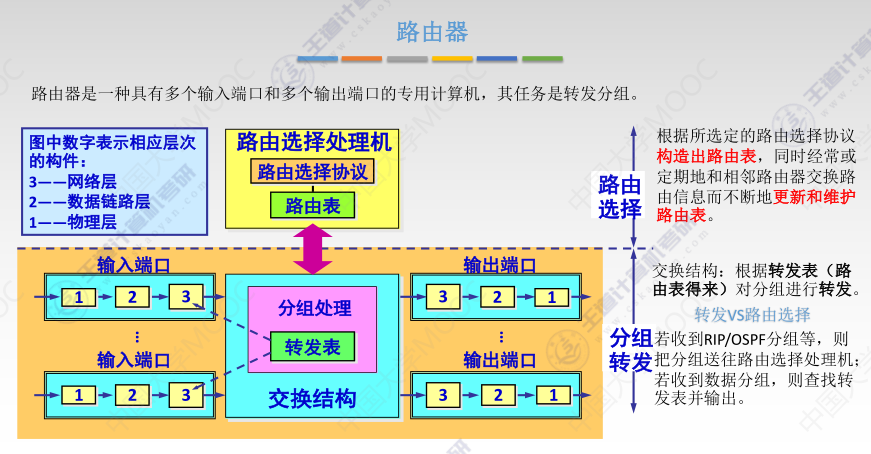 路由器
路由器是一种具有多个输入端口和多个输出端口的专用计算机，其任务是转发分组。
图中数字表示相应层次
的构件：
3——网络层
2——数据链路层
1——物理层
路由选择处理机
路由选择协议
路由表
路由
选择
根据所选定的路由选择协议
构造出路由表，同时经常或
定期地和相邻路由器交换路
由信息而不断地更新和维护
路由表。
输入端口
1
2
3
输入端口
1
2
3
分组处理
转发表
交换结构
输出端口
3
2
1
输出端口
3
2
1
分组
转发
交换结构：根据转发表（路
由表得来）对分组进行转发。
转发VS路由选择
若收到RIP/OSPF分组等，则
把分组送往路由选择处理机；
若收到数据分组，则查找转
发表并输出。